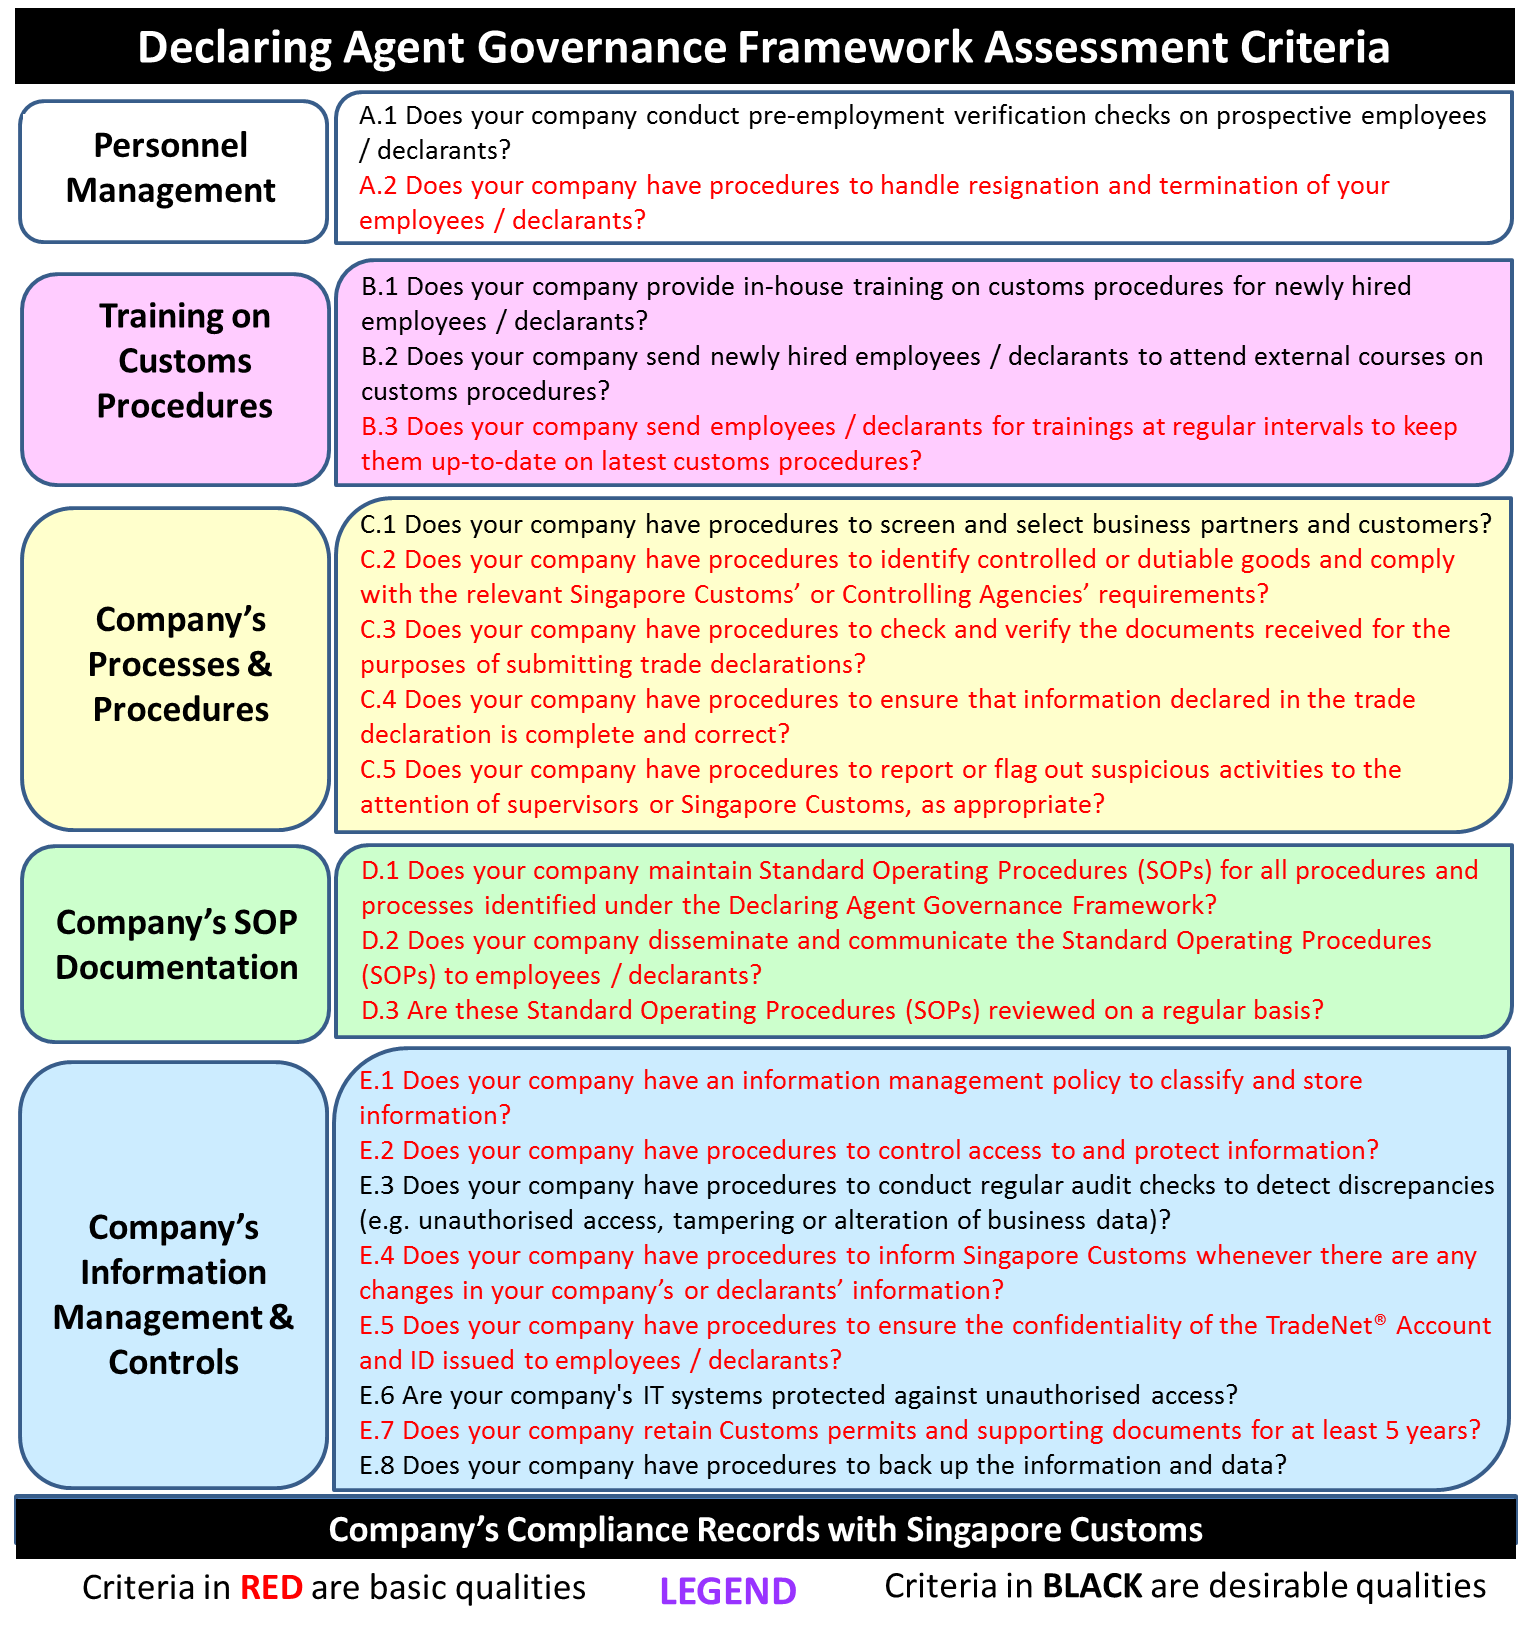 Declaring Agent Governance Framework Assessment Criteria
Personnel
Management
A.1 Does your company conduct pre-employment verification checks on prospective employees
/ declarants?
A.2 Does your company have procedures to handle resignation and termination of your
employees / declarants?
Training on
Customs
Procedures
B.1 Does your company provide in-house training on customs procedures for newly hired
employees / declarants?
B.2 Does your company send newly hired employees / declarants to attend external courses on
customs procedures?
B.3 Does your company send employees / declarants for trainings at regular intervals to keep
them up-to-date on latest customs procedures?
Company’s
Processes &
Procedures
C.1 Does your company have procedures to screen and select business partners and customers?
C.2 Does your company have procedures to identify controlled or dutiable goods and comply
with the relevant Singapore Customs’ or Controlling Agencies’ requirements?
C.3 Does your company have procedures to check and verify the documents received for the
purposes of submitting trade declarations?
C.4 Does your company have procedures to ensure that information declared in the trade
declaration is complete and correct?
C.5 Does your company have procedures to report or flag out suspicious activities to the
attention of supervisors or Singapore Customs, as appropriate?
Company’s SOP
Documentation
D.1 Does your company maintain Standard Operating Procedures (SOPs) for all procedures and
processes identified under the Declaring Agent Governance Framework?
D.2 Does your company disseminate and communicate the Standard Operating Procedures
(SOPs) to employees / declarants?
D.3 Are these Standard Operating Procedures (SOPs) reviewed on a regular basis?
Company’s
Information
Management &
Controls
E.1 Does your company have an information management policy to classify and store
information?
E.2 Does your company have procedures to control access to and protect information?
E.3 Does your company have procedures to conduct regular audit checks to detect discrepancies
(e.g. unauthorised access, tampering or alteration of business data)?
E.4 Does your company have procedures to inform Singapore Customs whenever there are any
changes in your company’s or declarants’ information?
E.5 Does your company have procedures to ensure the confidentiality of the TradeNet® Account
and ID issued to employees / declarants?
E.6 Are your company's IT systems protected against unauthorised access?
E.7 Does your company retain Customs permits and supporting documents for at least 5 years?
E.8 Does your company have procedures to back up the information and data?
Company’s Compliance Records with Singapore Customs
Criteria in RED are basic qualities
LEGEND
Criteria in BLACK are desirable qualities